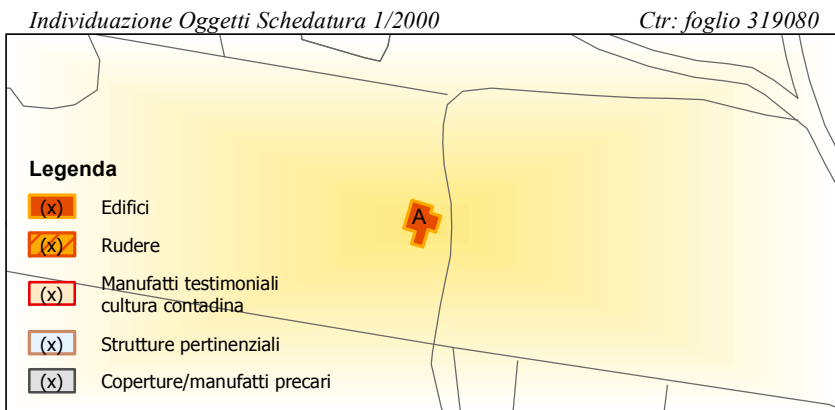 Individuazione Oggetti Schedatura 1/2000 Ctr: foglio 319080
Legenda
(x) Edifici
(x) Rudere
(x) Manufatti testimoniali
cultura contadina
(x) Strutture pertinenziali
(x) Coperture/manufatti precari
A